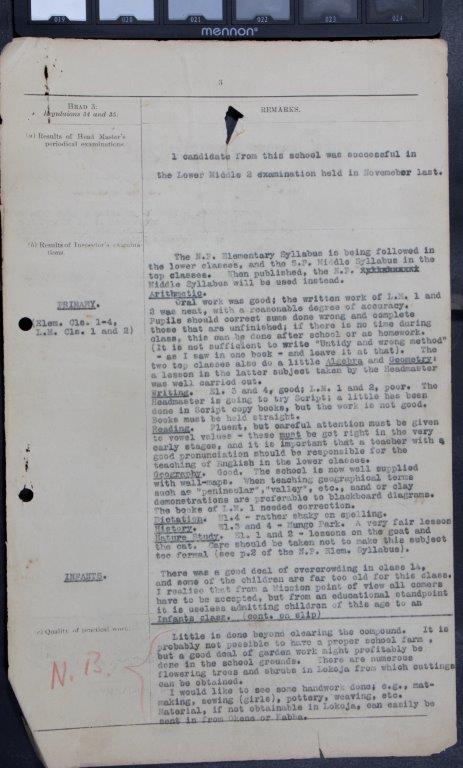 019 020 021 022 023 024
mennon
3
HEAD 3:
Regulations 34 and 35.
REMARKS.
(a) Results of Head Master's
periodical examinations.
1 candidate from this school was successful in
the Lower Middle 2 examination held in Novemeber last.
(b) Results of Inspector's examina-
tions.
The N.P. Elementary Syllabus is being followed in
the lower classes, and the S.P. Middle Syllabus in the
top classes. When published, the N.P.
Middle Syllabus will be used instead.
Arithmetic.
PRIMARY.
Oral work was good; the written work of L.M. 1 and
2 was neat, with a reasonable degree of accuracy.
(Elem. Cls. 1-4,
L.M. Cls. 1 and 2)
Pupils should correct sums done wrong and complete
those that are unfinished; if there is no time during
class, this can be done after school or as homework.
(It is not sufficient to write "Untidy and wrong method"
- as I saw in one book - and leave it at that). The
two top classes also do a little Algebra and Geometry;
a lesson in the latter subject taken by the Headmaster
was well carried out.
Writing. El. 3 and 4, good; L.M. 1 and 2, poor. The
Headmaster is going to try Script; a little has been
done in Script copy books, but the work is not good.
Books must be held straight.
Reading. Fluent, but careful attention must be given
to vowel values - these must be got right in the very
early stages, and it is important that a teacher with a
good pronunciation should be responsible for the
teaching of English in the lower classes.
Geography. Good. The school is now well supplied
with wall-maps. When teaching geographical terms
such as "peninsular", "valley", etc., sand or clay
demonstrations are preferable to blackboard diagrams.
The books of L.M. 1 needed correction.
Dictation. El.4 - rather shaky on spelling.
History. El.3 and 4 - Mungo Park. A very fair lesson
Nature Study. El. 1 and 2 - lessons on the goat and
the cat. Care should be taken not to make this subject
too formal (see p.2 of the N.P. Elem. Syllabus).
INFANTS.
There was a good deal of overcrowding in class 1A,
and some of the children are far too old for this class.
I realise that from a Mission point of view all comers
have to be accepted, but from an educational standpoint
it is useless admitting children of this age to an
Infants class. (cont. on slip)
(c) Quality of practical work.
N.B.
Little is done beyond clearing the compound. It is
probably not possible to have a proper school farm,
but a good deal of garden work might profitably be
done in the school grounds. There are numerous
flowering trees and shrubs in Lokoja from which cuttings
can be obtained.
I would like to see some handwork done; e.g., mat-
making, sewing (girls), pottery, weaving, etc.
Material, if not obtainable in Lokoja, can easily be
sent in from Okene or Kabba.